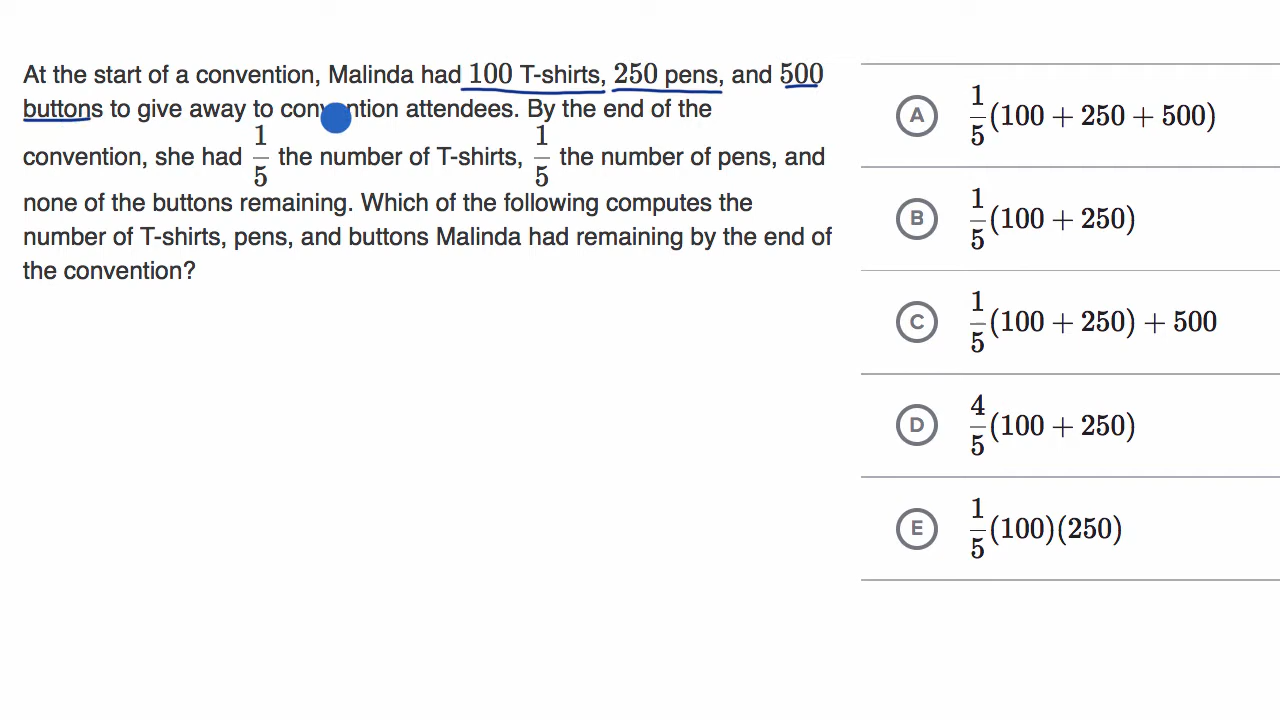 At the start of a convention, Malinda had 100 T-shirts, 250 pens, and 500
buttons to give away to convention attendees. By the end of the
convention, she had 1/5 the number of T-shirts, 1/5 the number of pens, and
none of the buttons remaining. Which of the following computes the
number of T-shirts, pens, and buttons Malinda had remaining by the end of
the convention?
A 1/5(100 + 250 + 500)
B 1/5(100 + 250)
C 1/5(100 + 250) + 500
D 4/5(100 + 250)
E 1/5(100)(250)